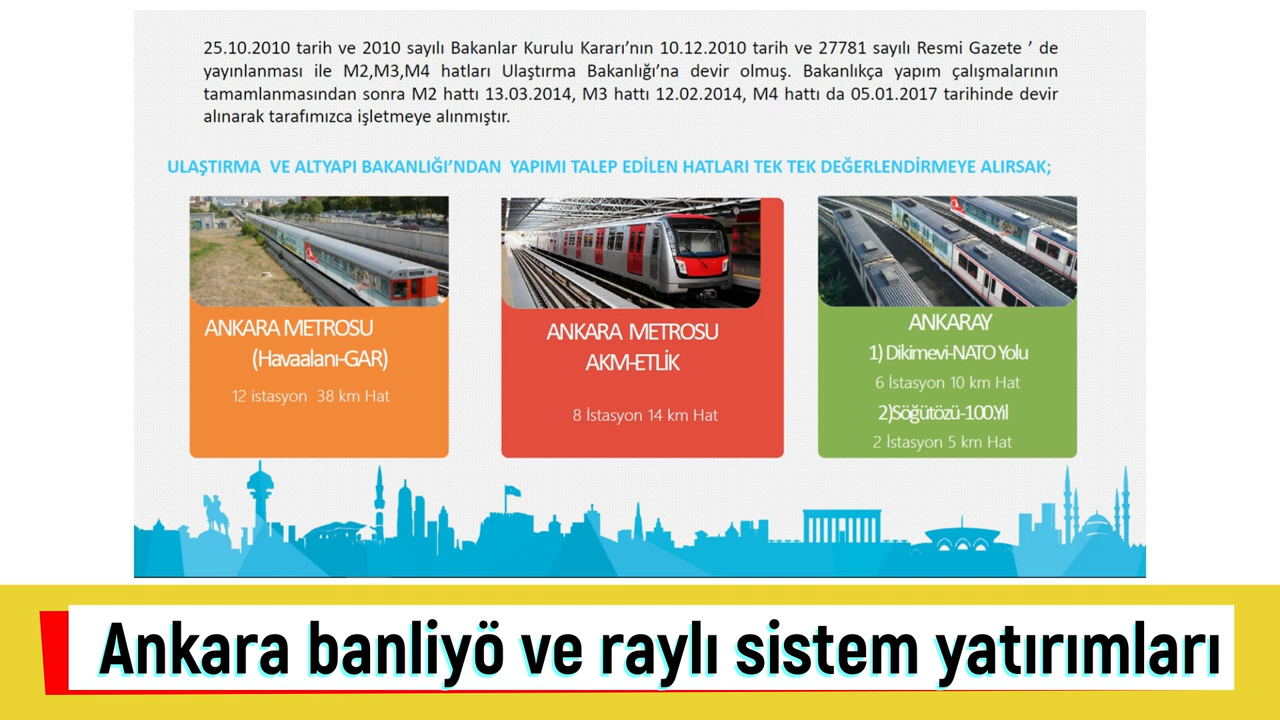 25.10.2010 tarih ve 2010 sayılı Bakanlar Kurulu Kararı’nın 10.12.2010 tarih ve 27781 sayılı Resmi Gazete ’ de
yayınlanması ile M2,M3,M4 hatları Ulaştırma Bakanlığı’na devir olmuş. Bakanlıkça yapım çalışmalarının
tamamlanmasından sonra M2 hattı 13.03.2014, M3 hattı 12.02.2014, M4 hattı da 05.01.2017 tarihinde devir
alınarak tarafımızca işletmeye alınmıştır.
ULAŞTIRMA VE ALTYAPI BAKANLIĞI’NDAN YAPIMI TALEP EDİLEN HATLARI TEK TEK DEĞERLENDİRMEYE ALIRSAK;
ANKARA METROSU
(Havaalanı-GAR)
12 istasyon 38 km Hat
ANKARA METROSU
AKM-ETLİK
8 İstasyon 14 km Hat
ANKARAY
1) Dikimevi-NATO Yolu
6 İstasyon 10 km Hat
2)Söğütözü-100.Yıl
2 İstasyon 5 km Hat
Ankara banliyö ve raylı sistem yatırımları